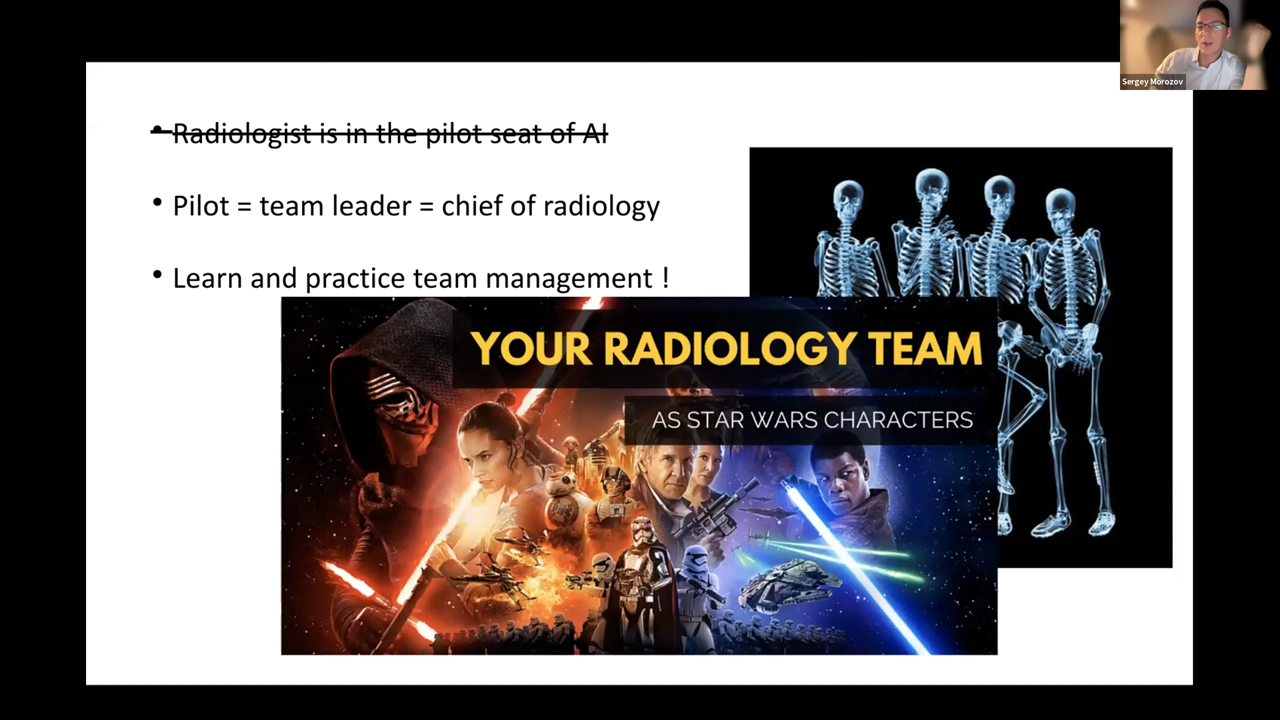 Sergey Morozov
• Radiologist is in the pilot seat of AI
• Pilot = team leader = chief of radiology
• Learn and practice team management !
YOUR RADIOLOGY TEAM
AS STAR WARS CHARACTERS